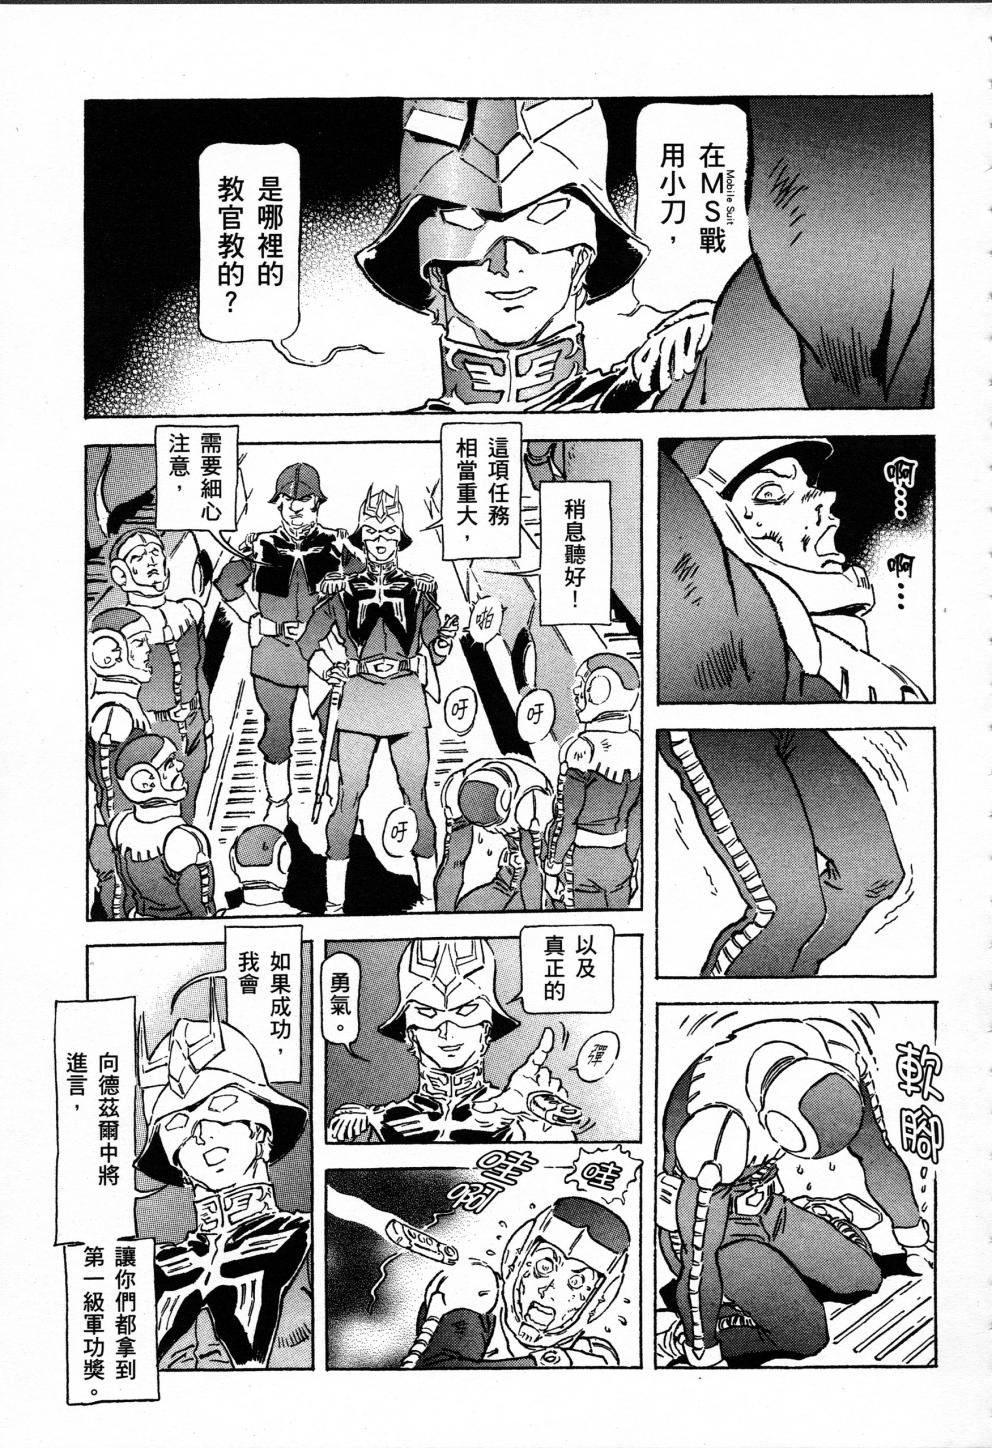 在MS戰
Mobile Suit
用小刀，
是哪裡的
教官教的？
啊…
啊…
軟腳…
稍息聽好！
這項任務
相當重大，
需要細心
注意，
啪
吁
吁
吁
以及
真正的
勇氣。
彈
哇
哇
啊
如果成功，
我會
向德茲爾中將
進言，
讓你們都拿到
第一級軍功獎。